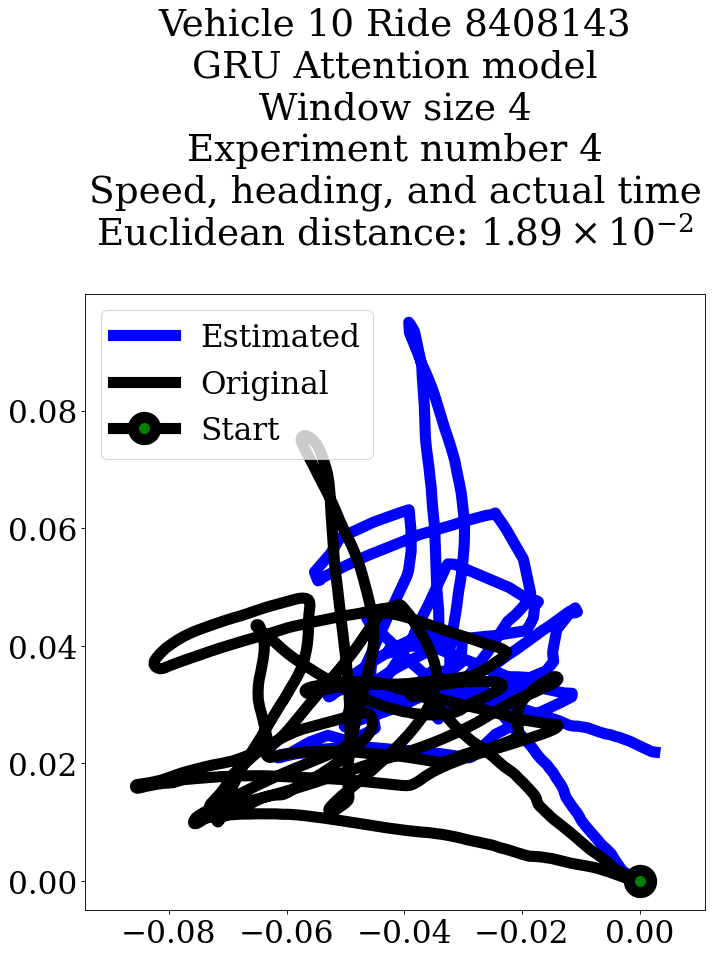 Vehicle 10 Ride 8408143
GRU Attention model
Window size 4
Experiment number 4
Speed, heading, and actual time
Euclidean distance: 1.89 × 10⁻²
Estimated
Original
Start
0.08
0.06
0.04
0.02
0.00
−0.08 −0.06 −0.04 −0.02 0.00